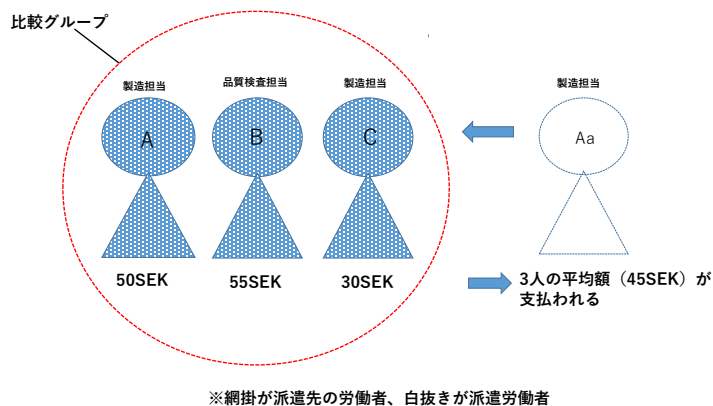 比較グループ
製造担当
品質検査担当
製造担当
製造担当
A
B
C
Aa
50SEK
55SEK
30SEK
3人の平均額（45SEK）が
支払われる
※網掛が派遣先の労働者、白抜きが派遣労働者